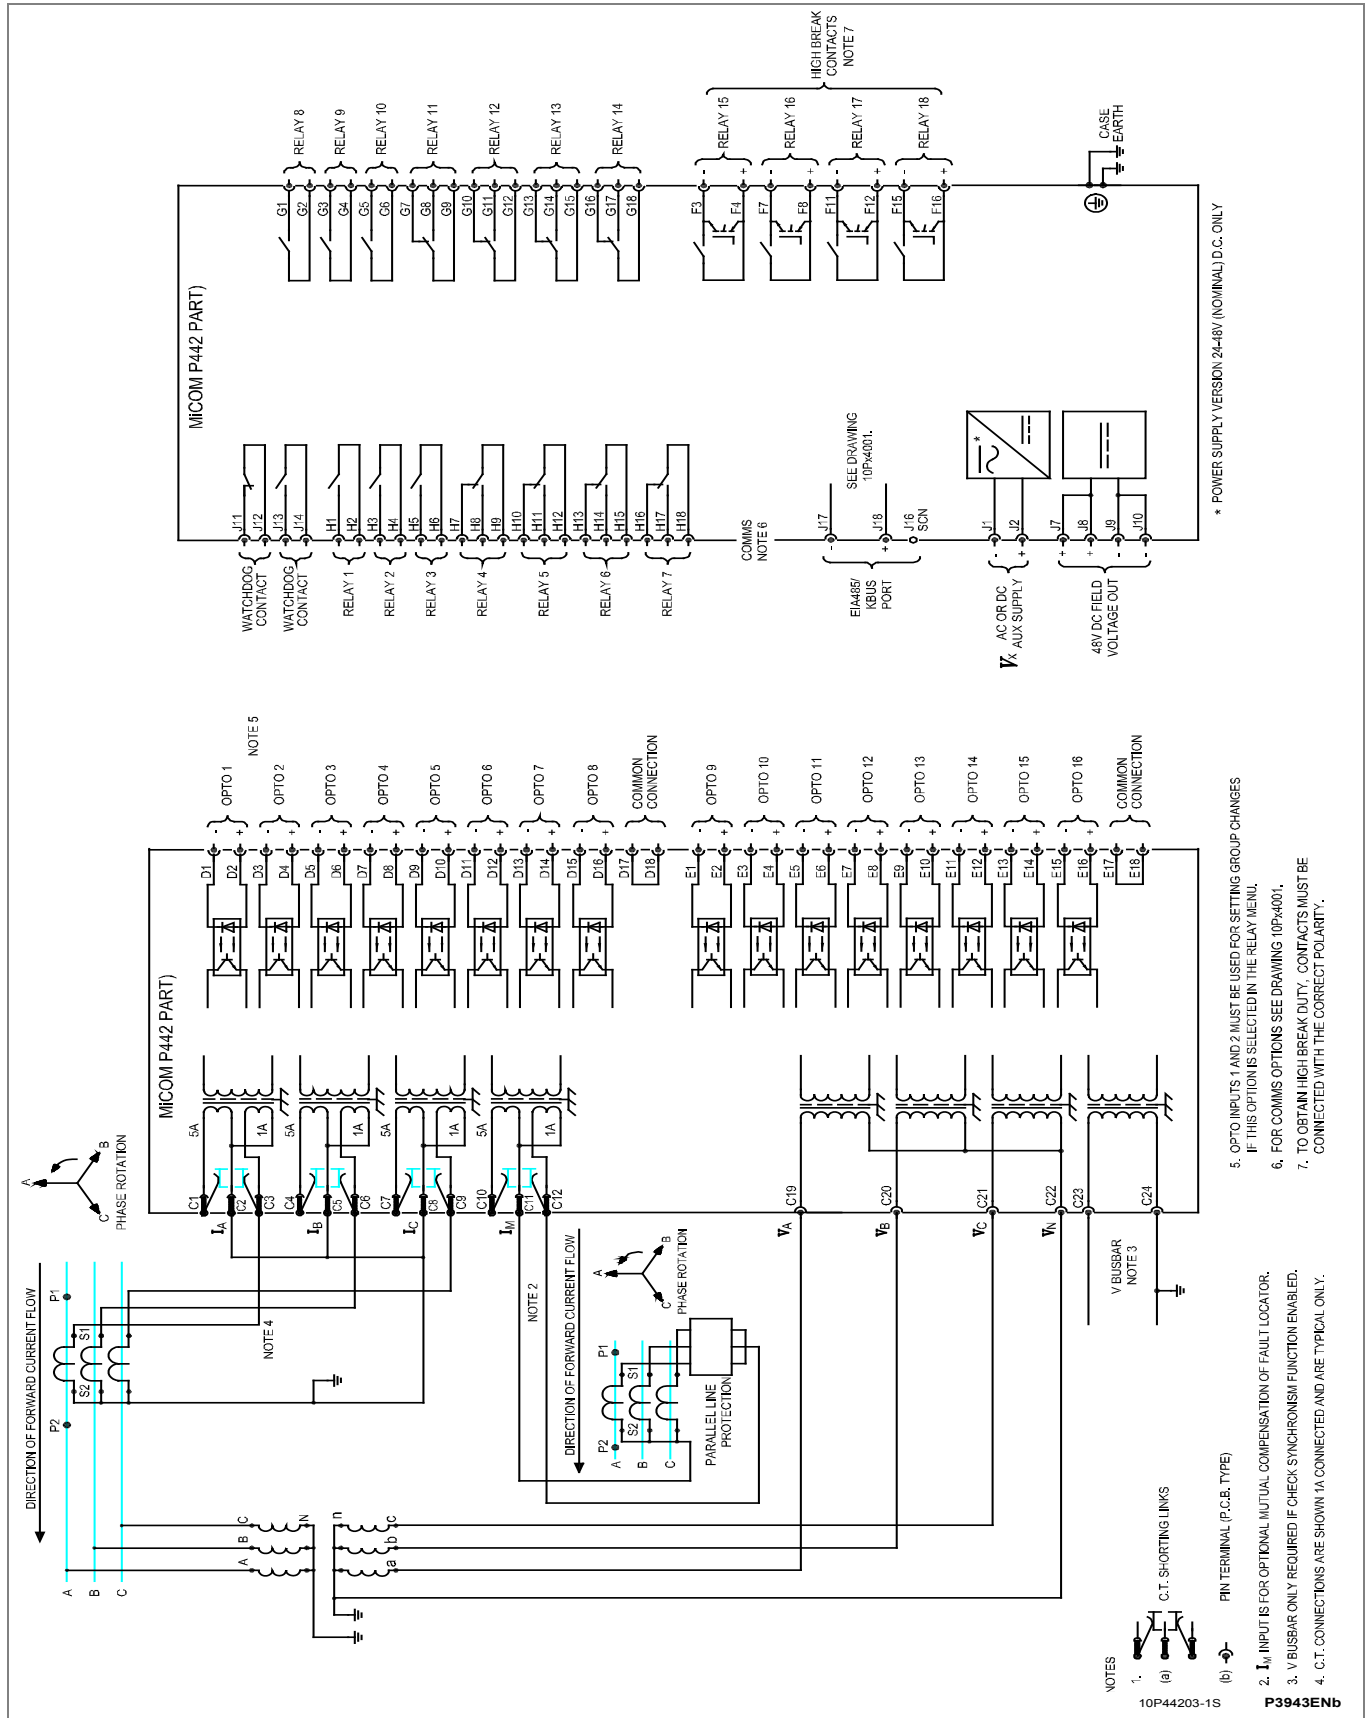 MiCOM P442 PART)
WATCHDOG
CONTACT
WATCHDOG
CONTACT
RELAY 1
RELAY 2
RELAY 3
RELAY 4
RELAY 5
RELAY 6
RELAY 7
J11
J12
J13
J14
H1
H2
H3
H4
H5
H6
H7
H8
H9
H10
H11
H12
H13
H14
H15
H16
H17
H18
COMMS
NOTE 6
EIA485/
KBUS
PORT
-
+
J17
J18
J16
SCN
SEE DRAWING
10Px4001.
Vx
AC OR DC
AUX SUPPLY
-
+
J1
J2
*
48V DC FIELD
VOLTAGE OUT
+
+
-
-
J7
J8
J9
J10
G1
G2
G3
G4
G5
G6
G7
G8
G9
G10
G11
G12
G13
G14
G15
G16
G17
G18
RELAY 8
RELAY 9
RELAY 10
RELAY 11
RELAY 12
RELAY 13
RELAY 14
F3
F4
F7
F8
F11
F12
F15
F16
-
+
-
+
-
+
-
+
RELAY 15
RELAY 16
RELAY 17
RELAY 18
HIGH BREAK
CONTACTS
NOTE 7
CASE
EARTH
* POWER SUPPLY VERSION 24-48V (NOMINAL) D.C. ONLY
DIRECTION OF FORWARD CURRENT FLOW
A
B
C
P2
P1
S2
S1
A
B
C
PHASE ROTATION
A
B
C
N
n
a
b
c
NOTE 4
MiCOM P442 PART)
IA
IB
IC
IM
C1
C2
C3
C4
C5
C6
C7
C8
C9
C10
C11
C12
5A
1A
5A
1A
5A
1A
5A
1A
NOTE 2
DIRECTION OF FORWARD CURRENT FLOW
A
B
C
P2
P1
S2
S1
PARALLEL LINE
PROTECTION
A
B
C
PHASE ROTATION
VA
VB
VC
VN
C19
C20
C21
C22
C23
C24
V BUSBAR
NOTE 3
D1
D2
D3
D4
D5
D6
D7
D8
D9
D10
D11
D12
D13
D14
D15
D16
D17
D18
-
+
-
+
-
+
-
+
-
+
-
+
-
+
-
+
OPTO 1
NOTE 5
OPTO 2
OPTO 3
OPTO 4
OPTO 5
OPTO 6
OPTO 7
OPTO 8
COMMON
CONNECTION
E1
E2
E3
E4
E5
E6
E7
E8
E9
E10
E11
E12
E13
E14
E15
E16
E17
E18
-
+
-
+
-
+
-
+
-
+
-
+
-
+
-
+
OPTO 9
OPTO 10
OPTO 11
OPTO 12
OPTO 13
OPTO 14
OPTO 15
OPTO 16
COMMON
CONNECTION
NOTES
1.
(a)
C.T. SHORTING LINKS
(b)
PIN TERMINAL (P.C.B. TYPE)
2. IM INPUT IS FOR OPTIONAL MUTUAL COMPENSATION OF FAULT LOCATOR.
3. V BUSBAR ONLY REQUIRED IF CHECK SYNCHRONISM FUNCTION ENABLED.
4. C.T. CONNECTIONS ARE SHOWN 1A CONNECTED AND ARE TYPICAL ONLY.
5. OPTO INPUTS 1 AND 2 MUST BE USED FOR SETTING GROUP CHANGES
IF THIS OPTION IS SELECTED IN THE RELAY MENU.
6. FOR COMMS OPTIONS SEE DRAWING 10Px4001.
7. TO OBTAIN HIGH BREAK DUTY, CONTACTS MUST BE
CONNECTED WITH THE CORRECT POLARITY.
10P44203-1S
P3943ENb